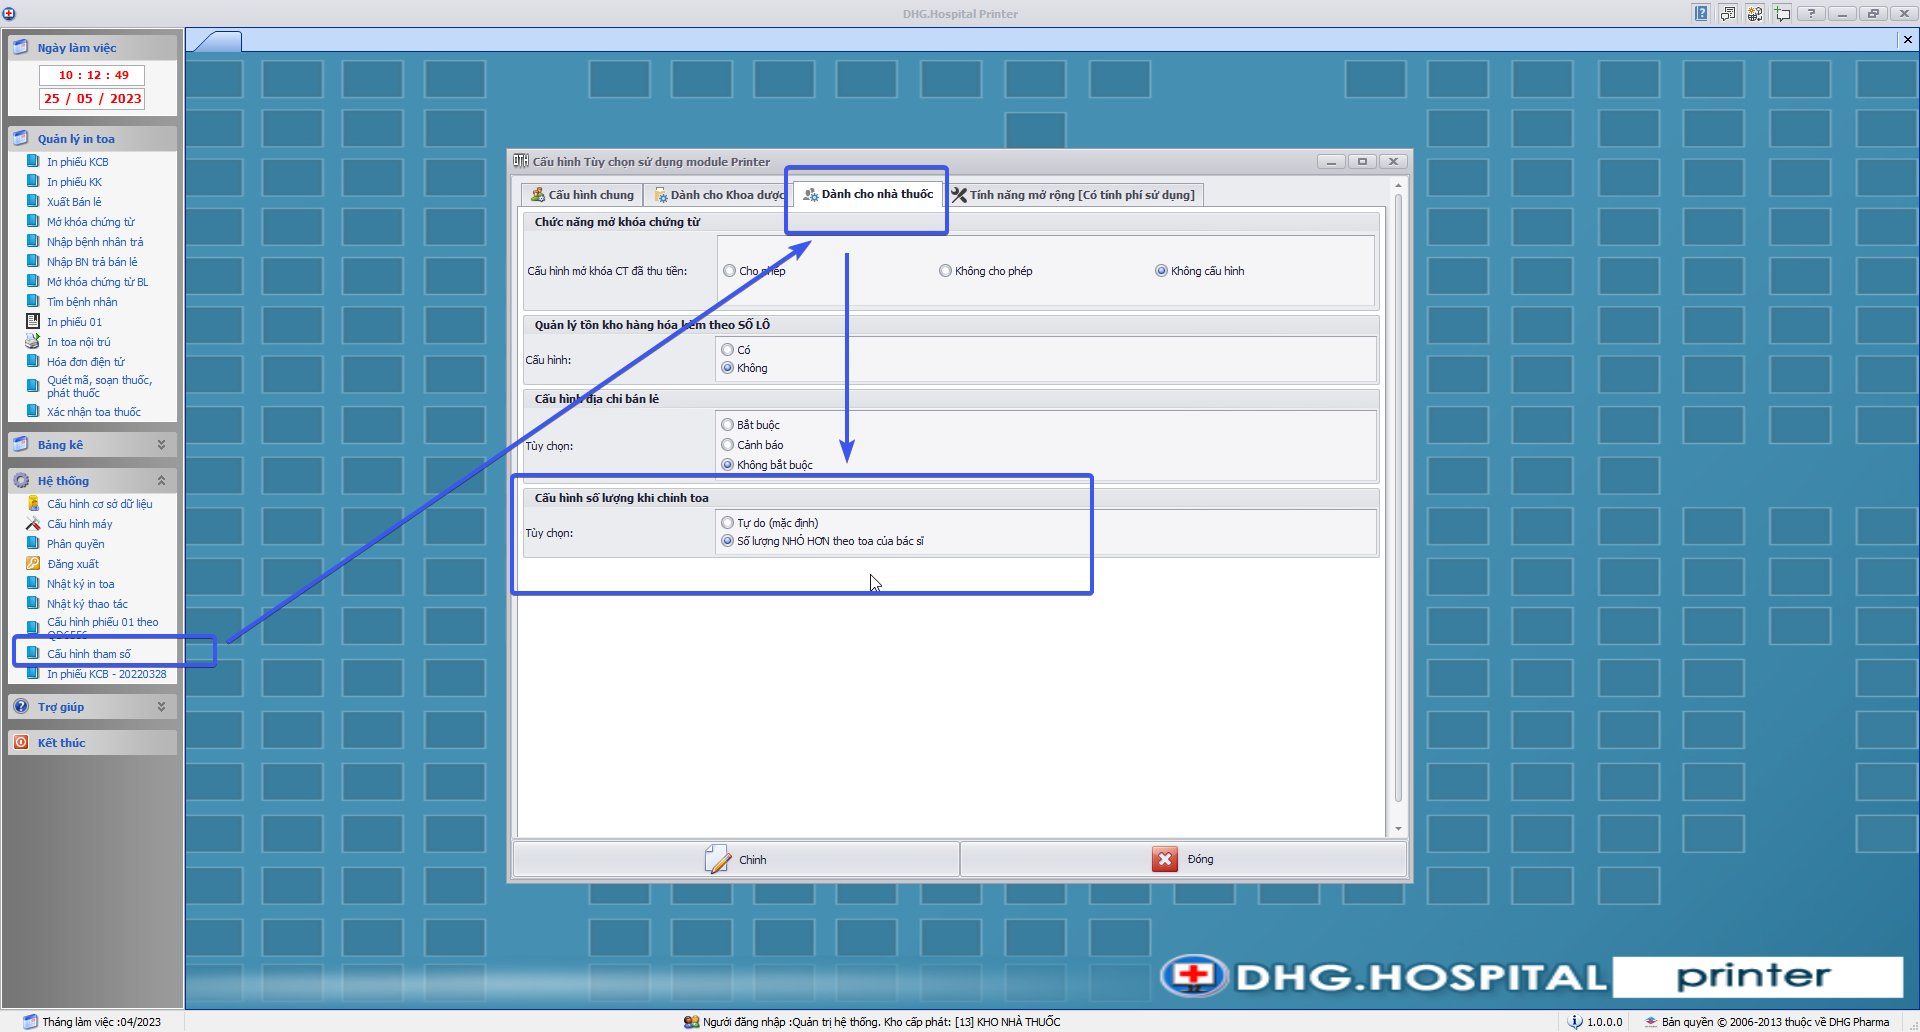 DHG.Hospital Printer
Ngày làm việc
10 : 12 : 49
25 / 05 / 2023
Quản lý in toa
In phiếu KCB
In phiếu KK
Xuất Bán lẻ
Mở khóa chứng từ
Nhập bệnh nhân trả
Nhập BN trả bán lẻ
Mở khóa chứng từ BL
Tìm bệnh nhân
In phiếu 01
In toa nội trú
Hóa đơn điện tử
Quét mã, soạn thuốc,
phát thuốc
Xác nhận toa thuốc
Bảng kê
Hệ thống
Cấu hình cơ sở dữ liệu
Cấu hình máy
Phân quyền
Đăng xuất
Nhật ký in toa
Nhật ký thao tác
Cấu hình phiếu 01 theo
QD6556
Cấu hình tham số
In phiếu KCB - 20220328
Trợ giúp
Kết thúc
Cấu hình Tùy chọn sử dụng module Printer
Cấu hình chung
Dành cho Khoa dược
Dành cho nhà thuốc
Tính năng mở rộng [Có tính phí sử dụng]
Chức năng mở khóa chứng từ
Cấu hình mở khóa CT đã thu tiền:
Cho phép
Không cho phép
Không cấu hình
Quản lý tồn kho hàng hóa kèm theo SỐ LÔ
Cấu hình:
Có
Không
Cấu hình địa chỉ bán lẻ
Tùy chọn:
Bắt buộc
Cảnh báo
Không bắt buộc
Cấu hình số lượng khi chỉnh toa
Tùy chọn:
Tự do (mặc định)
Số lượng NHỎ HƠN theo toa của bác sĩ
Chỉnh
Đóng
DHG.HOSPITAL printer
Tháng làm việc :04/2023
Người đăng nhập :Quản trị hệ thống. Kho cấp phát: [13] KHO NHÀ THUỐC
1.0.0.0
Bản quyền © 2006-2013 thuộc về DHG Pharma